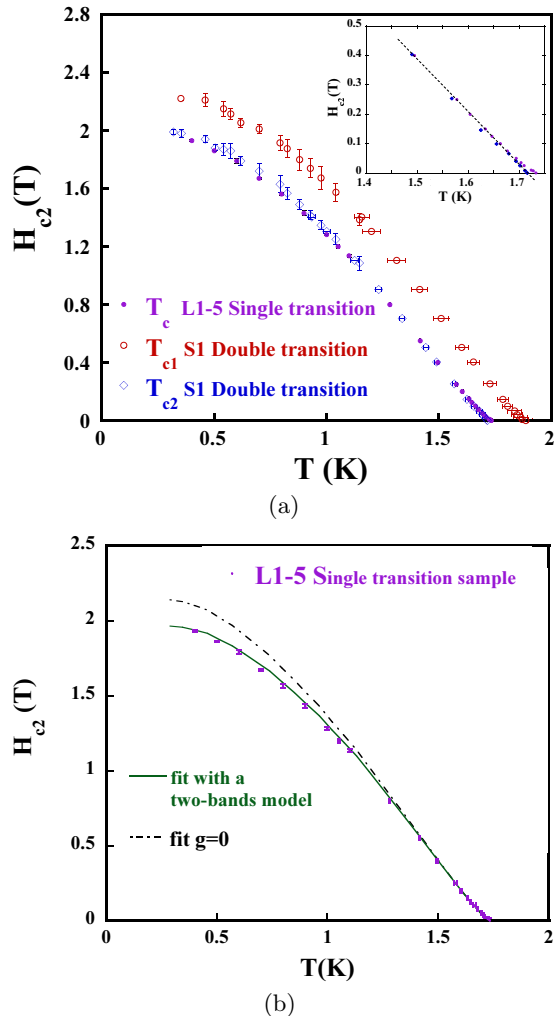 2.8
2.4
2.0
1.6
1.2
0.8
0.4
0
H_c2 (T)
0
0.5
1
1.5
2
T (K)
T_c L1-5 Single transition
T_c1 S1 Double transition
T_c2 S1 Double transition
0.5
0.4
0.3
0.2
0.1
0
H_c2(T)
1.4
1.5
1.6
1.7
T (K)
(a)
2.5
2
1.5
1
0.5
0
H_c2 (T)
L1-5 Single transition sample
fit with a
two-bands model
fit g=0
0
0.5
1
1.5
2
T(K)
(b)